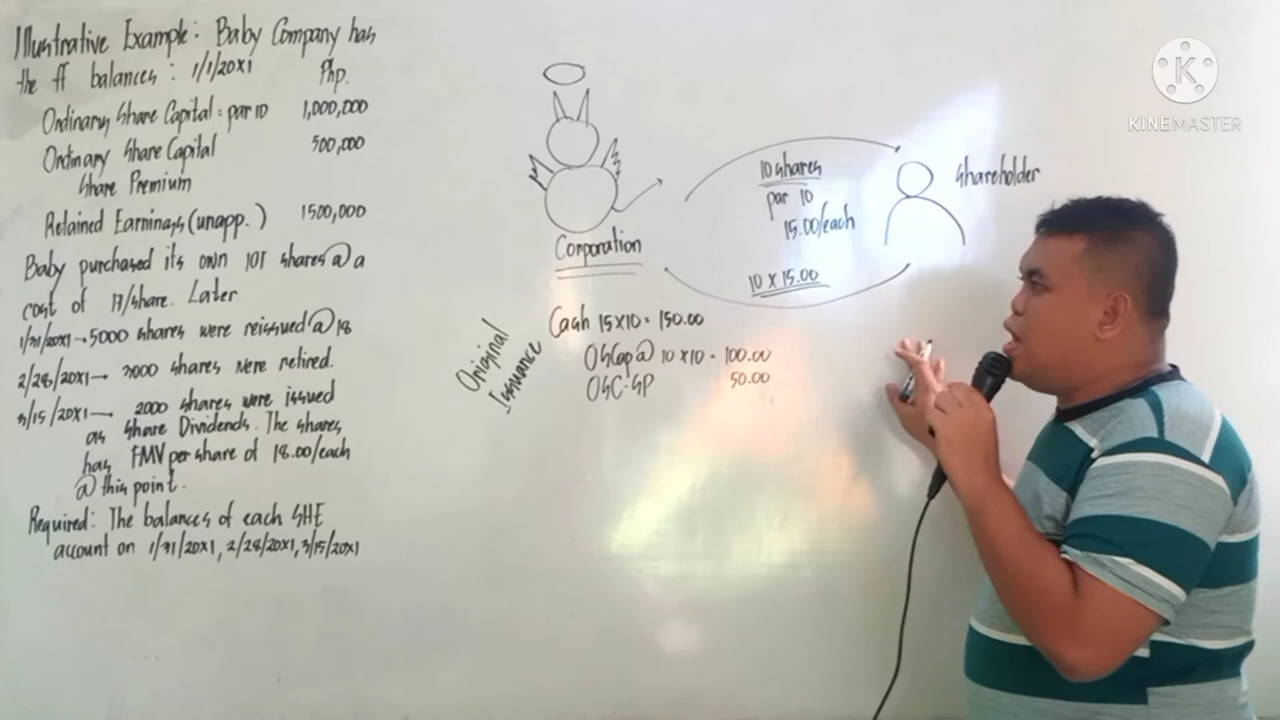 Illustrative Example: Baby Company has
the ff balances: 1/1/20x1 Php.
Ordinary Share Capital: par 10 1,000,000
Ordinary Share Capital 500,000
Share Premium
Retained Earnings (unapp.) 1500,000
Baby purchased its own 10T shares @ a
cost of 17/share. Later
1/31/20x1 → 5000 shares were reissued @ 18
2/28/20x1 — 3000 shares were retired.
3/15/20x1 — 2000 shares were issued
as share Dividends. The shares
has FMV per share of 18.00/each
@ this point.
Required: The balances of each SHE
account on 1/31/20x1, 2/28/20x1, 3/15/20x1
Corporation
10 shares
par 10
15.00/each
10 x 15.00
shareholder
Original
Issuance
Cash 15x10 = 150.00
OSCap @ 10 x 10 = 100.00
OSC-SP 50.00
K
KINEMASTER